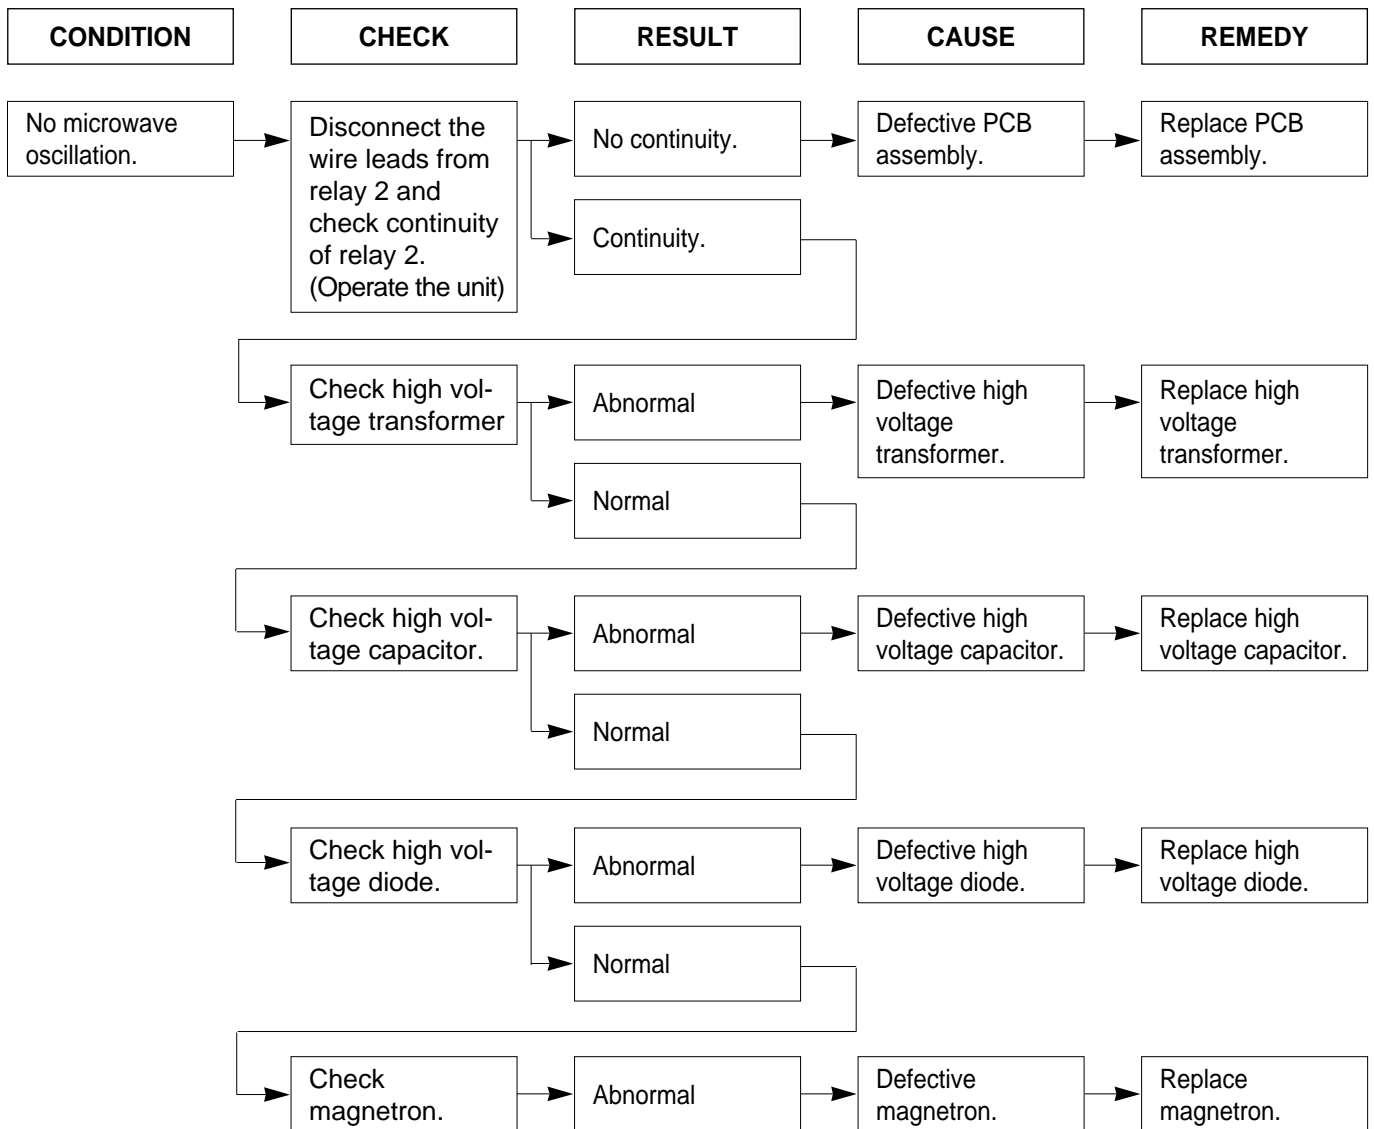 CONDITION
CHECK
RESULT
CAUSE
REMEDY
No microwave
oscillation.
Disconnect the
wire leads from
relay 2 and
check continuity
of relay 2.
(Operate the unit)
No continuity.
Defective PCB
assembly.
Replace PCB
assembly.
Continuity.
Check high vol-
tage transformer
Abnormal
Defective high
voltage
transformer.
Replace high
voltage
transformer.
Normal
Check high vol-
tage capacitor.
Abnormal
Defective high
voltage capacitor.
Replace high
voltage capacitor.
Normal
Check high vol-
tage diode.
Abnormal
Defective high
voltage diode.
Replace high
voltage diode.
Normal
Check
magnetron.
Abnormal
Defective
magnetron.
Replace
magnetron.